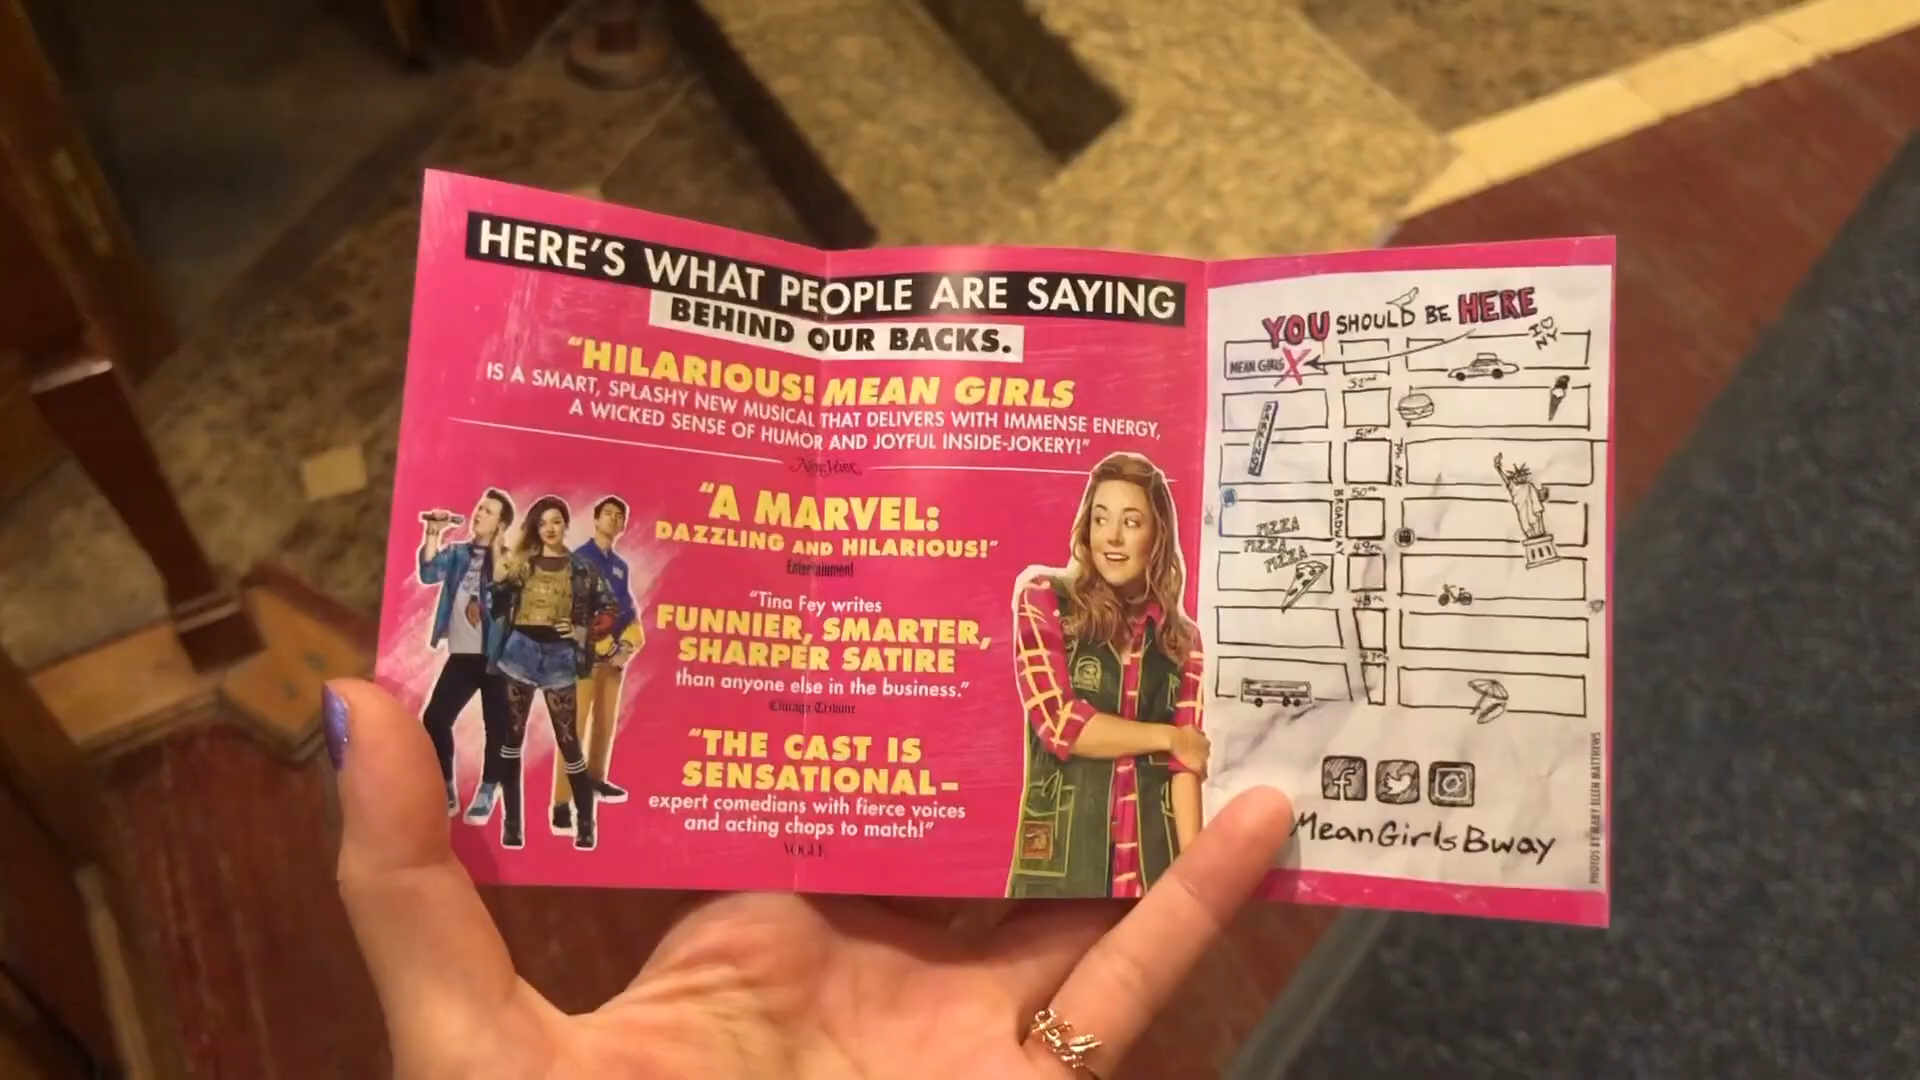 HERE'S WHAT PEOPLE ARE SAYING
BEHIND OUR BACKS.
"HILARIOUS! MEAN GIRLS
IS A SMART, SPLASHY NEW MUSICAL THAT DELIVERS WITH IMMENSE ENERGY,
A WICKED SENSE OF HUMOR AND JOYFUL INSIDE-JOKERY!"
New York
"A MARVEL:
DAZZLING AND HILARIOUS!"
Entertainment
"Tina Fey writes
FUNNIER, SMARTER,
SHARPER SATIRE
than anyone else in the business."
Chicago Tribune
"THE CAST IS
SENSATIONAL–
expert comedians with fierce voices
and acting chops to match!"
VOGUE
YOU SHOULD BE HERE
I ♡
NY
MEAN GIRLS X
52nd
PARKING
51st
7th AVE
50th
BROADWAY
PIZZA
PIZZA
PIZZA
49th
48th
47th
MeanGirlsBway
PHOTOS BY MARY ELLEN MATTHEWS